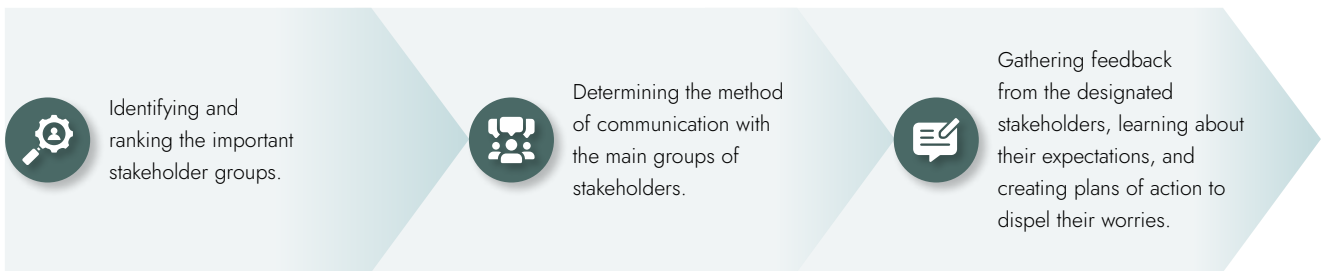 Identifying and
ranking the important
stakeholder groups.
Determining the method
of communication with
the main groups of
stakeholders.
Gathering feedback
from the designated
stakeholders, learning about
their expectations, and
creating plans of action to
dispel their worries.